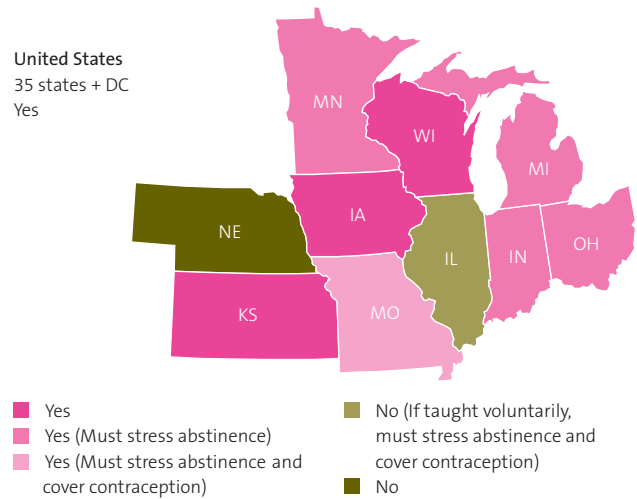 United States
35 states + DC
Yes
MN
WI
MI
IA
NE
IL
IN
OH
KS
MO
Yes
Yes (Must stress abstinence)
Yes (Must stress abstinence and
cover contraception)
No (If taught voluntarily,
must stress abstinence and
cover contraception)
No